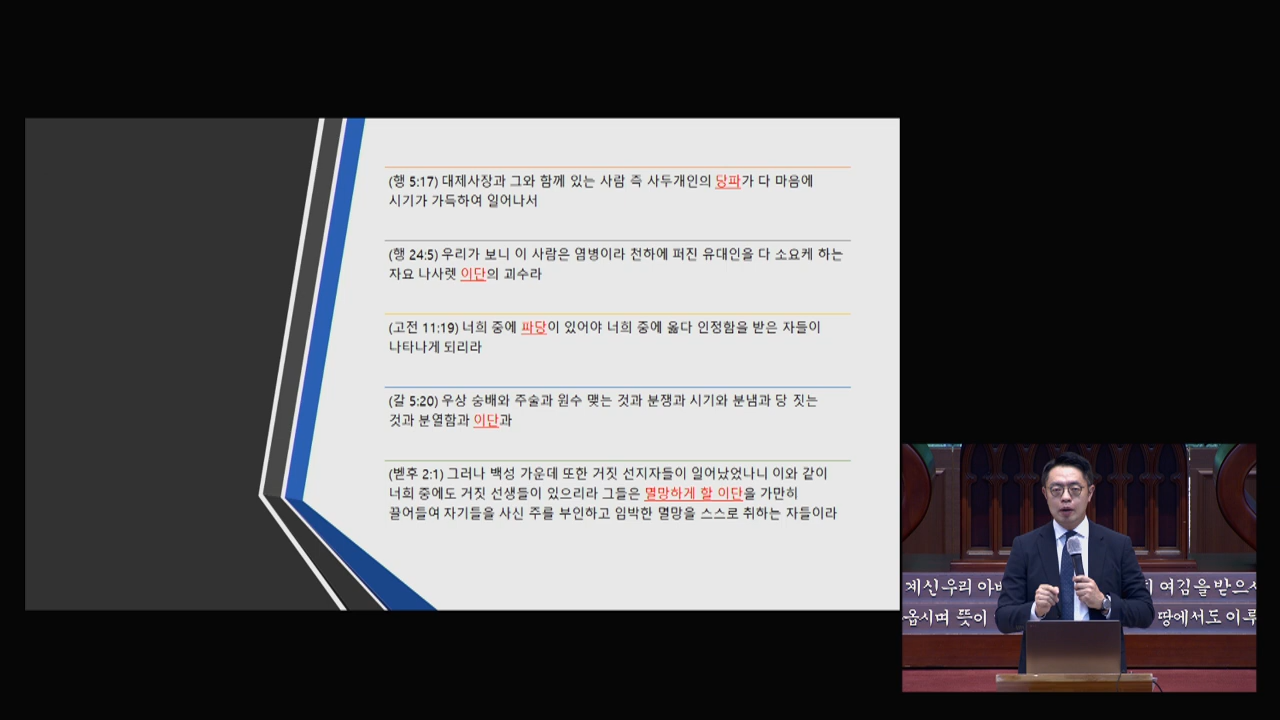 (행 5:17) 대제사장과 그와 함께 있는 사람 즉 사두개인의 당파가 다 마음에
시기가 가득하여 일어나서
(행 24:5) 우리가 보니 이 사람은 염병이라 천하에 퍼진 유대인을 다 소요케 하는
자요 나사렛 이단의 괴수라
(고전 11:19) 너희 중에 파당이 있어야 너희 중에 옳다 인정함을 받은 자들이
나타나게 되리라
(갈 5:20) 우상 숭배와 주술과 원수 맺는 것과 분쟁과 시기와 분냄과 당 짓는
것과 분열함과 이단과
(벧후 2:1) 그러나 백성 가운데 또한 거짓 선지자들이 일어났었나니 이와 같이
너희 중에도 거짓 선생들이 있으리라 그들은 멸망하게 할 이단을 가만히
끌어들여 자기들을 사신 주를 부인하고 임박한 멸망을 스스로 취하는 자들이라
계신우리 아 여김을받으
옵시며 뜻이 땅에서도 이루